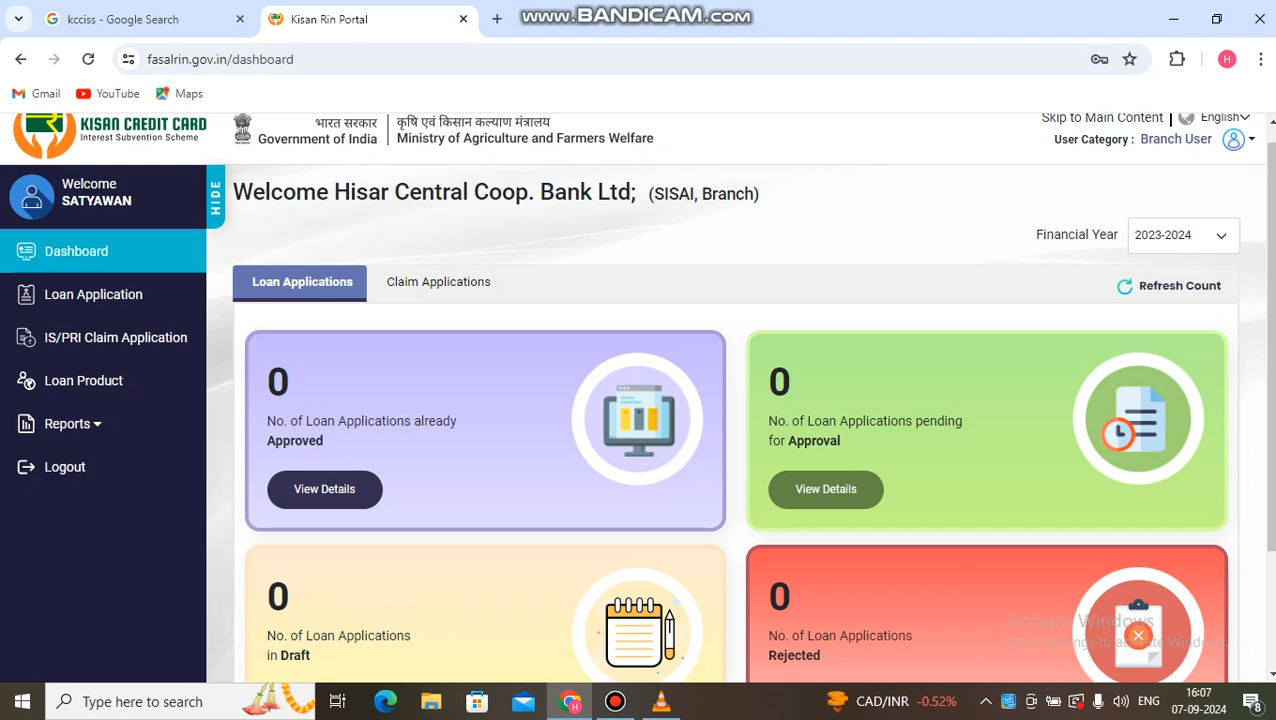 kcciss - Google Search
Kisan Rin Portal
www.BANDICAM.com
fasalrin.gov.in/dashboard
H
Gmail
YouTube
Maps
KISAN CREDIT CARD
Interest Subvention Scheme
भारत सरकार
Government of India
कृषि एवं किसान कल्याण मंत्रालय
Ministry of Agriculture and Farmers Welfare
Skip to Main Content
English
User Category : Branch User
Welcome
SATYAWAN
HIDE
Dashboard
Loan Application
IS/PRI Claim Application
Loan Product
Reports
Logout
Welcome Hisar Central Coop. Bank Ltd; (SISAI, Branch)
Financial Year 2023-2024
Loan Applications
Claim Applications
Refresh Count
0
No. of Loan Applications already
Approved
View Details
0
No. of Loan Applications pending
for Approval
View Details
0
No. of Loan Applications
in Draft
0
No. of Loan Applications
Rejected
Activate Windows
Type here to search
CAD/INR -0.52%
ENG
16:07
07-09-2024
8